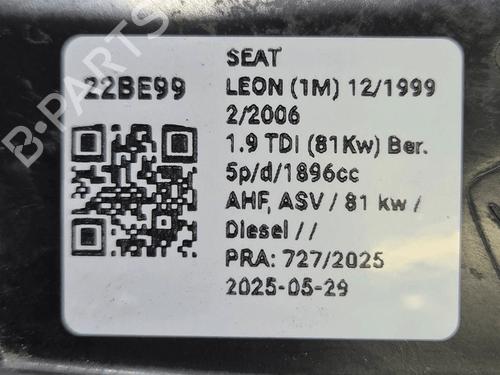 B-PARTS
22BE99
SEAT
LEON (1M) 12/1999
2/2006
1.9 TDI (81Kw) Ber.
5p/d/1896cc
AHF, ASV / 81 kw /
Diesel / /
PRA: 727/2025
2025-05-29